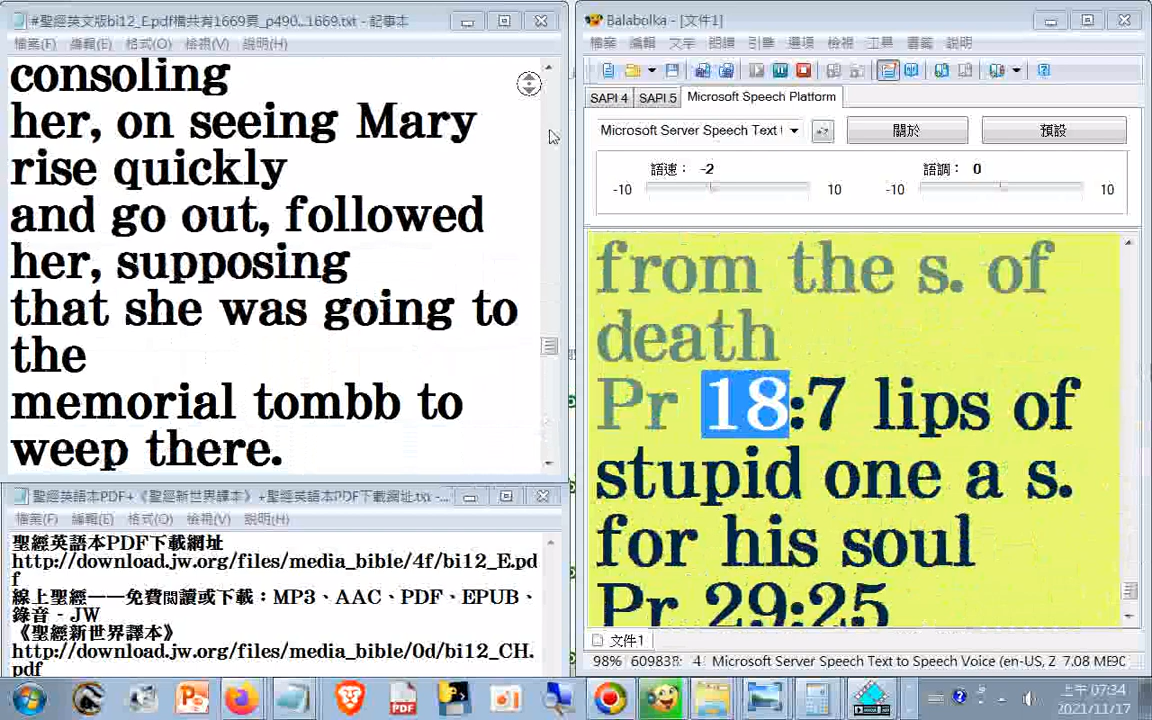 #聖經英文版bi12_E.pdf檔共有1669頁_p490...1669.txt - 記事本
檔案(F) 編輯(E) 格式(O) 檢視(V) 說明(H)
consoling
her, on seeing Mary
rise quickly
and go out, followed
her, supposing
that she was going to
the
memorial tombb to
weep there.
聖經英語本PDF+《聖經新世界譯本》+聖經英語本PDF下載網址.txt -...
檔案(F) 編輯(E) 格式(O) 檢視(V) 說明(H)
聖經英語本PDF下載網址
http://download.jw.org/files/media_bible/4f/bi12_E.pd
f
線上聖經——免費閱讀或下載：MP3、AAC、PDF、EPUB、
錄音 - JW
《聖經新世界譯本》
http://download.jw.org/files/media_bible/0d/bi12_CH.
pdf
Balabolka - [文件1]
檔案 編輯 文字 朗讀 引擎 選項 檢視 工具 書籤 說明
SAPI 4 SAPI 5 Microsoft Speech Platform
Microsoft Server Speech Text 關於 預設
語速： -2 語調： 0
-10 10 -10 10
from the s. of
death
Pr 18:7 lips of
stupid one a s.
for his soul
Pr 29:25
文件1
98% Microsoft Server Speech Text to Speech Voice (en-US, Z 7.08 MB
上午 07:34
2021/11/17